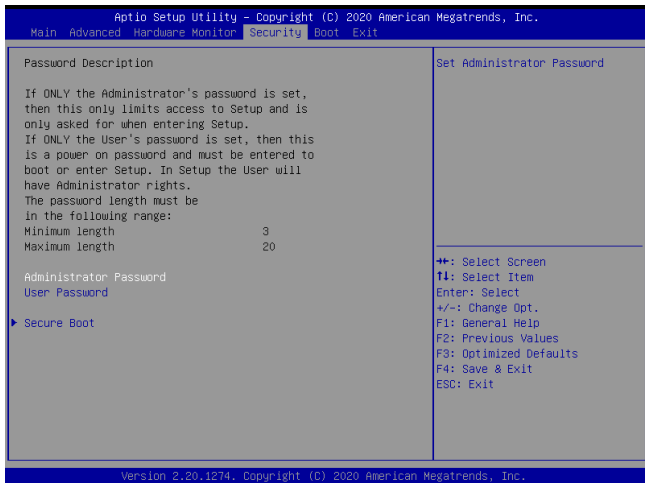 Aptio Setup Utility – Copyright (C) 2020 American Megatrends, Inc.
Main Advanced Hardware Monitor Security Boot Exit
Password Description
If ONLY the Administrator's password is set,
then this only limits access to Setup and is
only asked for when entering Setup.
If ONLY the User's password is set, then this
is a power on password and must be entered to
boot or enter Setup. In Setup the User will
have Administrator rights.
The password length must be
in the following range:
Minimum length 3
Maximum length 20
Administrator Password
User Password
Secure Boot
Set Administrator Password
→←: Select Screen
↑↓: Select Item
Enter: Select
+/-: Change Opt.
F1: General Help
F2: Previous Values
F3: Optimized Defaults
F4: Save & Exit
ESC: Exit
Version 2.20.1274. Copyright (C) 2020 American Megatrends, Inc.